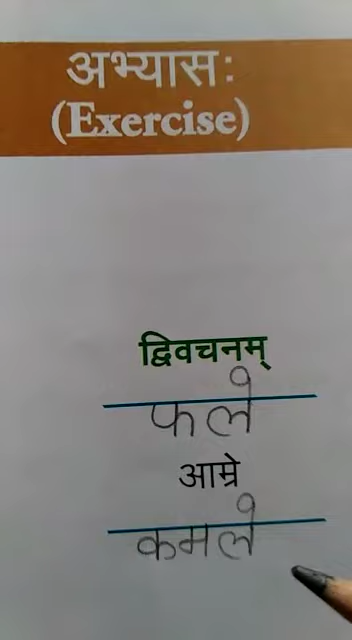 अभ्यासः
(Exercise)
द्विवचनम्
फले
आम्रे
कमले